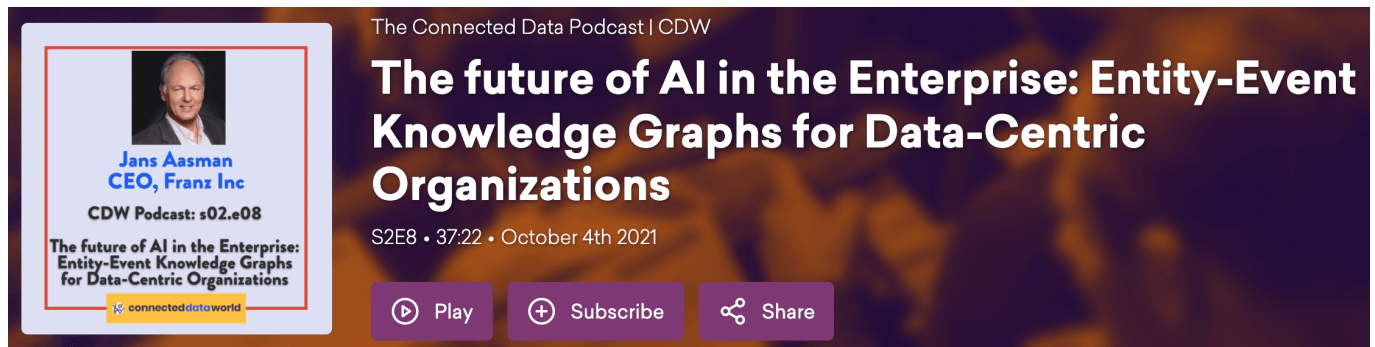 Jans Aasman
CEO, Franz Inc
CDW Podcast: s02.e08
The future of AI in the Enterprise:
Entity-Event Knowledge Graphs
for Data-Centric Organizations
connecteddataworld
The Connected Data Podcast | CDW
The future of AI in the Enterprise: Entity-Event
Knowledge Graphs for Data-Centric
Organizations
S2E8 • 37:22 • October 4th 2021
Play
Subscribe
Share